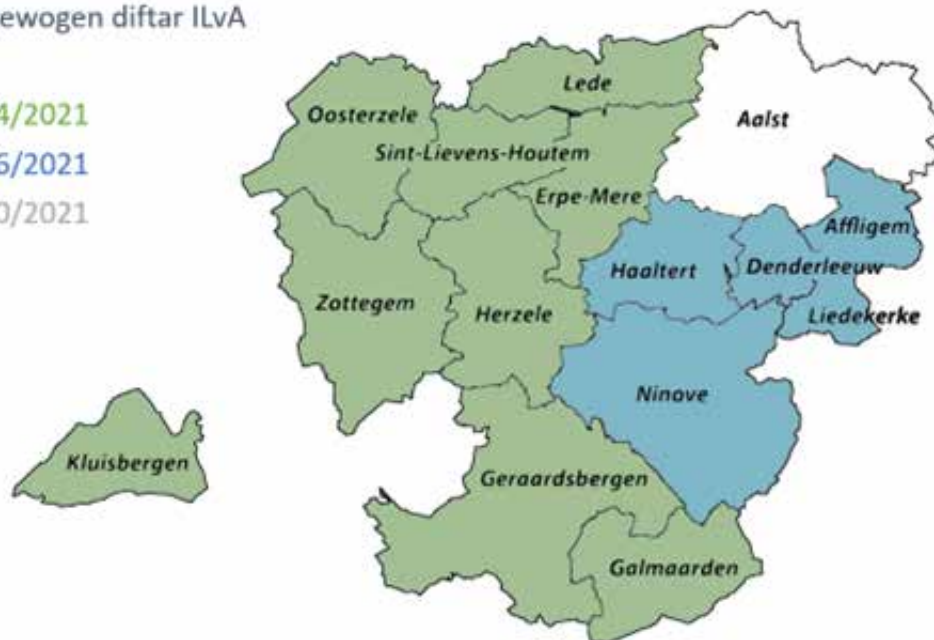 ewogen diftar ILvA
4/2021
6/2021
0/2021
Lede
Oosterzele
Aalst
Sint-Lievens-Houtem
Erpe-Mere
Affligem
Haaltert
Denderleeuw
Zottegem
Herzele
Liedekerke
Ninove
Kluisbergen
Geraardsbergen
Galmaarden